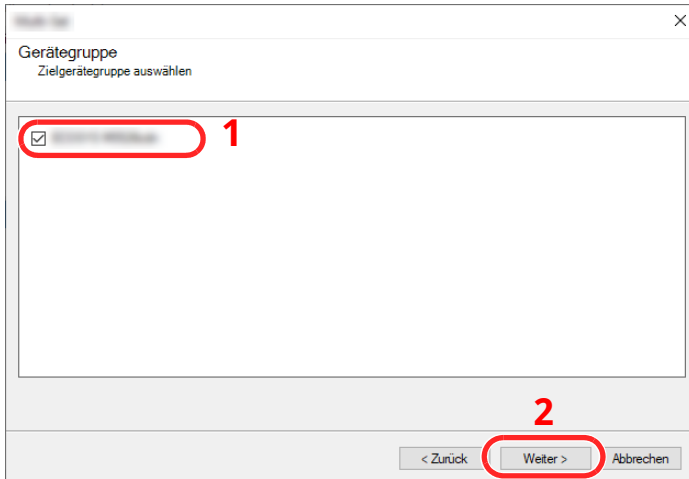 Gerätegruppe
Zielgerätegruppe auswählen
1
2
< Zurück
Weiter >
Abbrechen